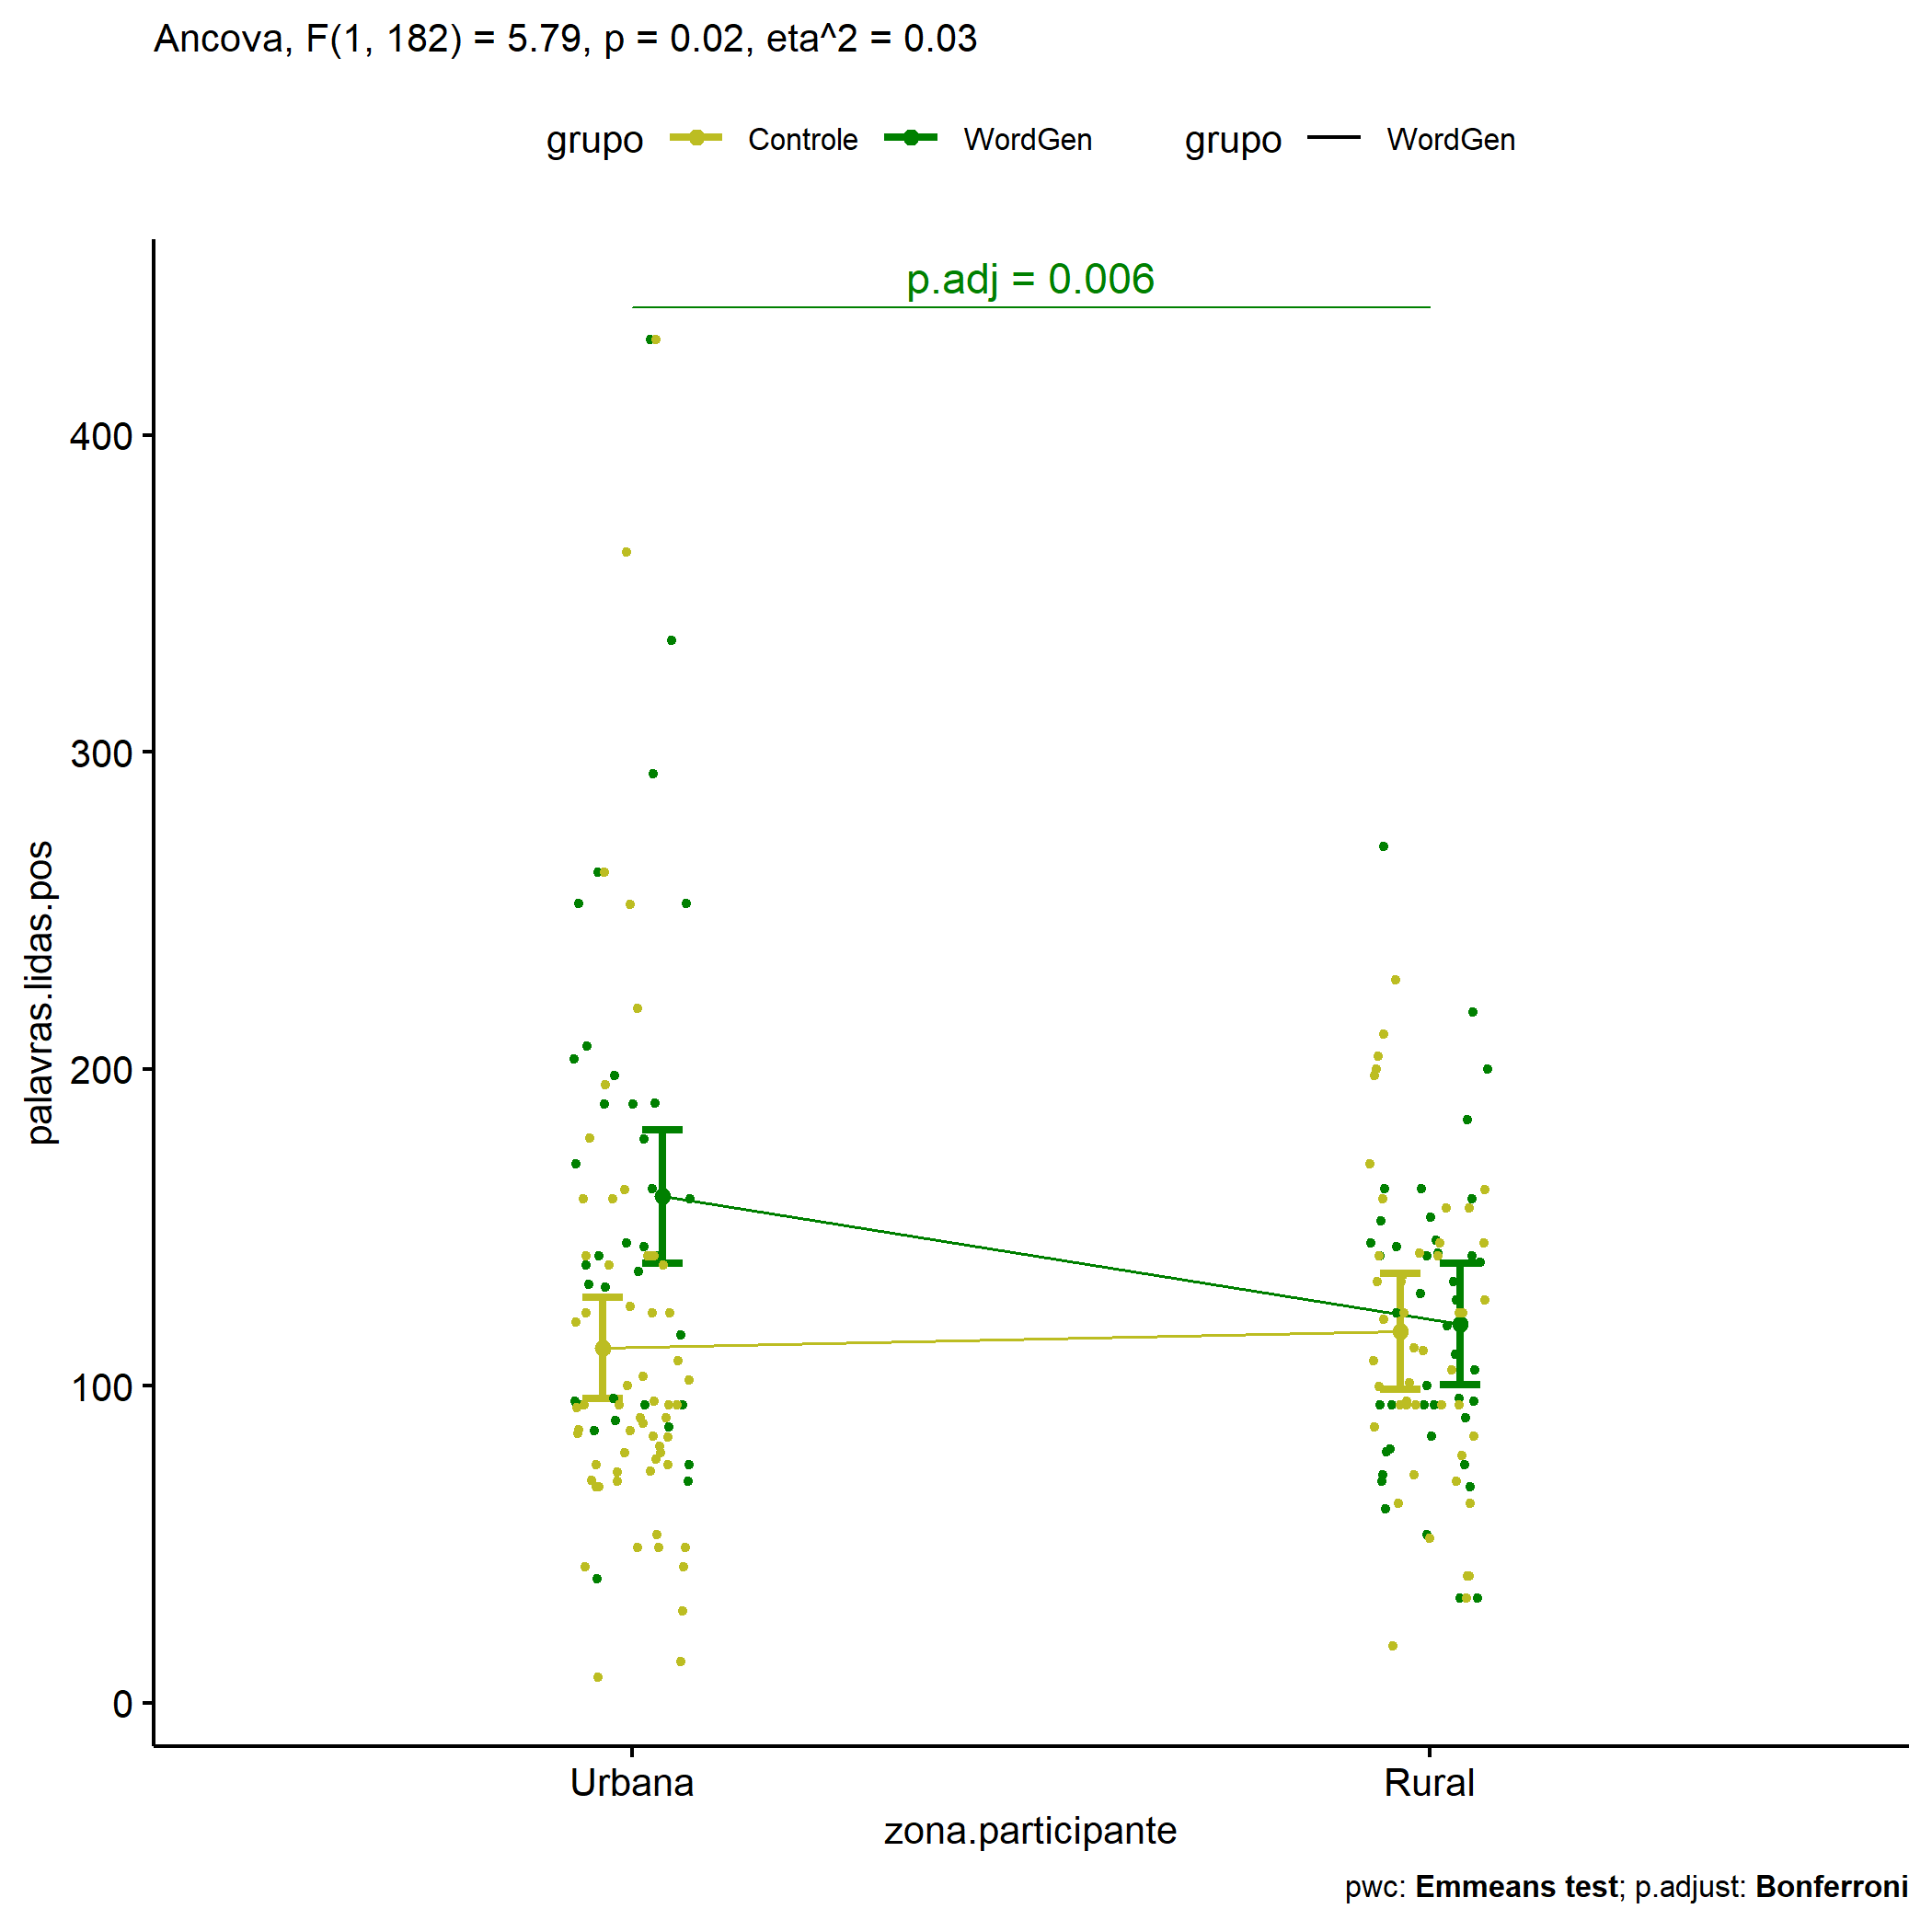 Ancova, F(1, 182) = 5.79, p = 0.02, eta^2 = 0.03
grupo Controle WordGen grupo WordGen
p.adj = 0.006
400
300
200
100
0
palavras.lidas.pos
Urbana Rural
zona.participante
pwc: Emmeans test; p.adjust: Bonferroni